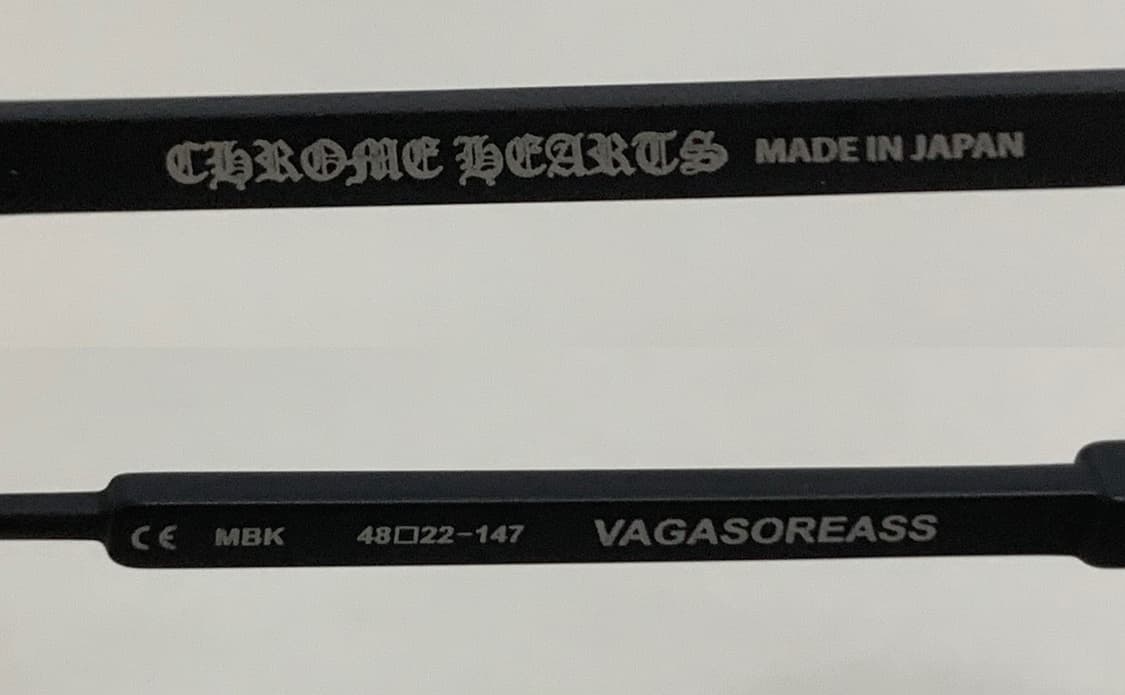 CHROME HEARTS MADE IN JAPAN
CE MBK 48□22-147 VAGASOREASS